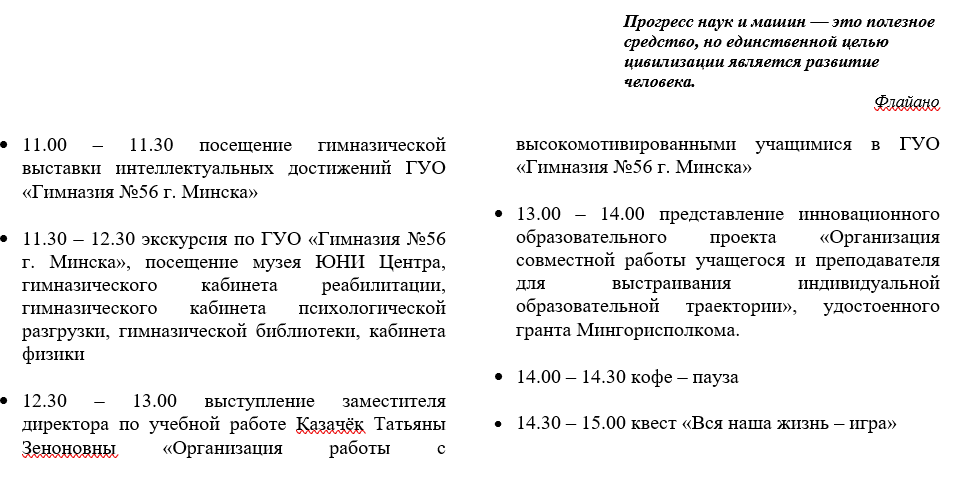 Прогресс наук и машин — это полезное
средство, но единственной целью
цивилизации является развитие
человека.
Флайано
• 11.00 – 11.30 посещение гимназической
выставки интеллектуальных достижений ГУО
«Гимназия №56 г. Минска»
• 11.30 – 12.30 экскурсия по ГУО «Гимназия №56
г. Минска», посещение музея ЮНИ Центра,
гимназического кабинета реабилитации,
гимназического кабинета психологической
разгрузки, гимназической библиотеки, кабинета
физики
• 12.30 – 13.00 выступление заместителя
директора по учебной работе Казачёк Татьяны
Зеноновны «Организация работы с
высокомотивированными учащимися в ГУО
«Гимназия №56 г. Минска»
• 13.00 – 14.00 представление инновационного
образовательного проекта «Организация
совместной работы учащегося и преподавателя
для выстраивания индивидуальной
образовательной траектории», удостоенного
гранта Мингорисполкома.
• 14.00 – 14.30 кофе – пауза
• 14.30 – 15.00 квест «Вся наша жизнь – игра»